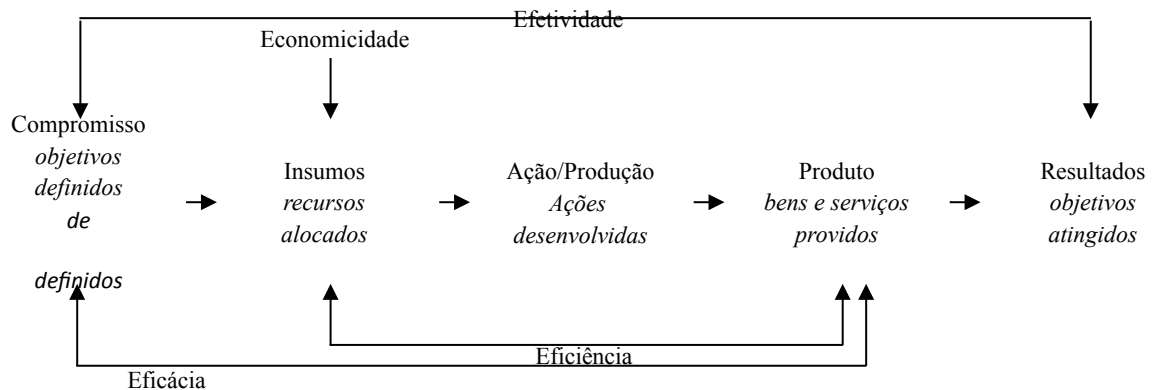 Efetividade
Economicidade
Compromisso
objetivos
definidos
de
definidos
Insumos
recursos
alocados
Ação/Produção
Ações
desenvolvidas
Produto
bens e serviços
providos
Resultados
objetivos
atingidos
Eficiência
Eficácia